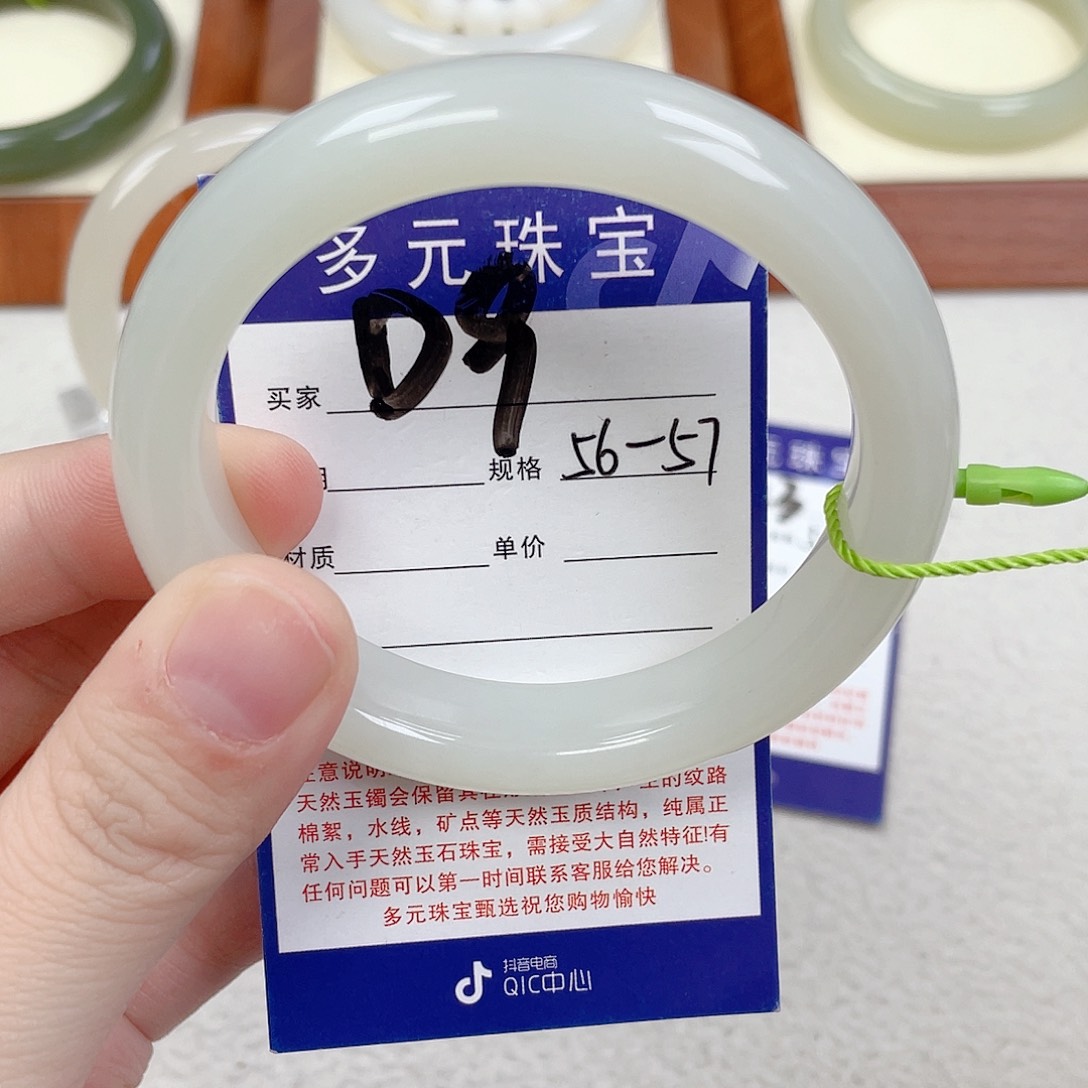 多元珠宝
D9
买家
规格 56-57
材质 单价
天然玉镯会保留其在 的纹路
棉絮，水线，矿点等天然玉质结构，纯属正
常入手天然玉石珠宝，需接受大自然特征!有
任何问题可以第一时间联系客服给您解决。
多元珠宝甄选祝您购物愉快
抖音电商
QIC中心